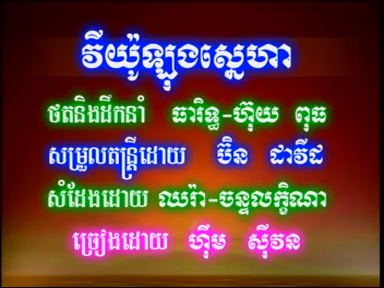 វីយ៉ូឡុងស្នេហា
ថតនិងដឹកនាំ ធារិទ្ធ-ហ៊ុយ ពុធ
សម្រួលតន្ត្រីដោយ ប៊ិន ដាវីដ
សំដែងដោយ ឈរ៉ា-ចន្ទលក្ខិណា
ច្រៀងដោយ ហ៊ឹម ស៊ីវន